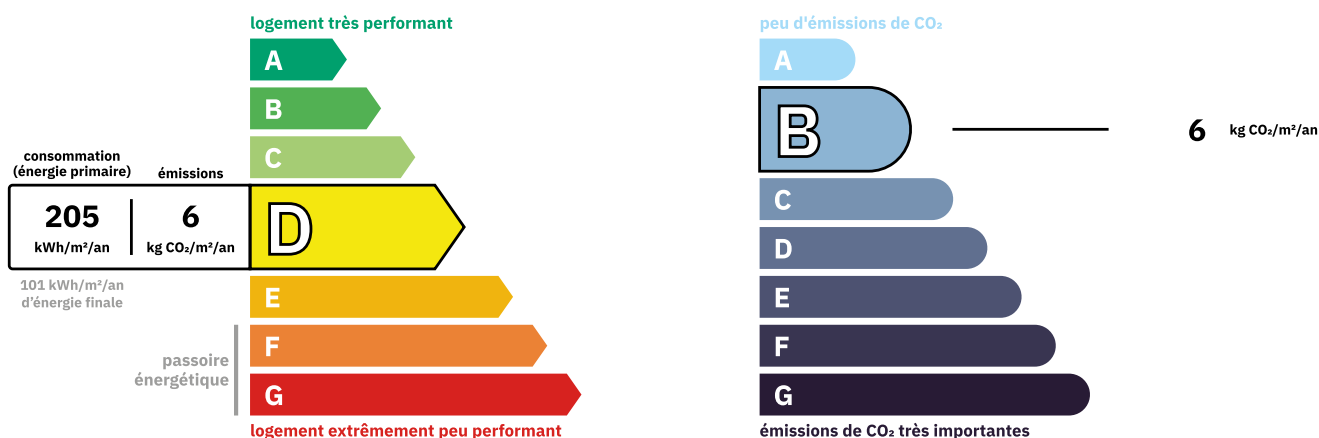 logement très performant
A
B
C
consommation
(énergie primaire)
émissions
205
kWh/m²/an
6
kg CO₂/m²/an
D
101 kWh/m²/an
d'énergie finale
E
passoire
énergétique
F
G
logement extrêmement peu performant
peu d'émissions de CO₂
A
B
6 kg CO₂/m²/an
C
D
E
F
G
émissions de CO₂ très importantes